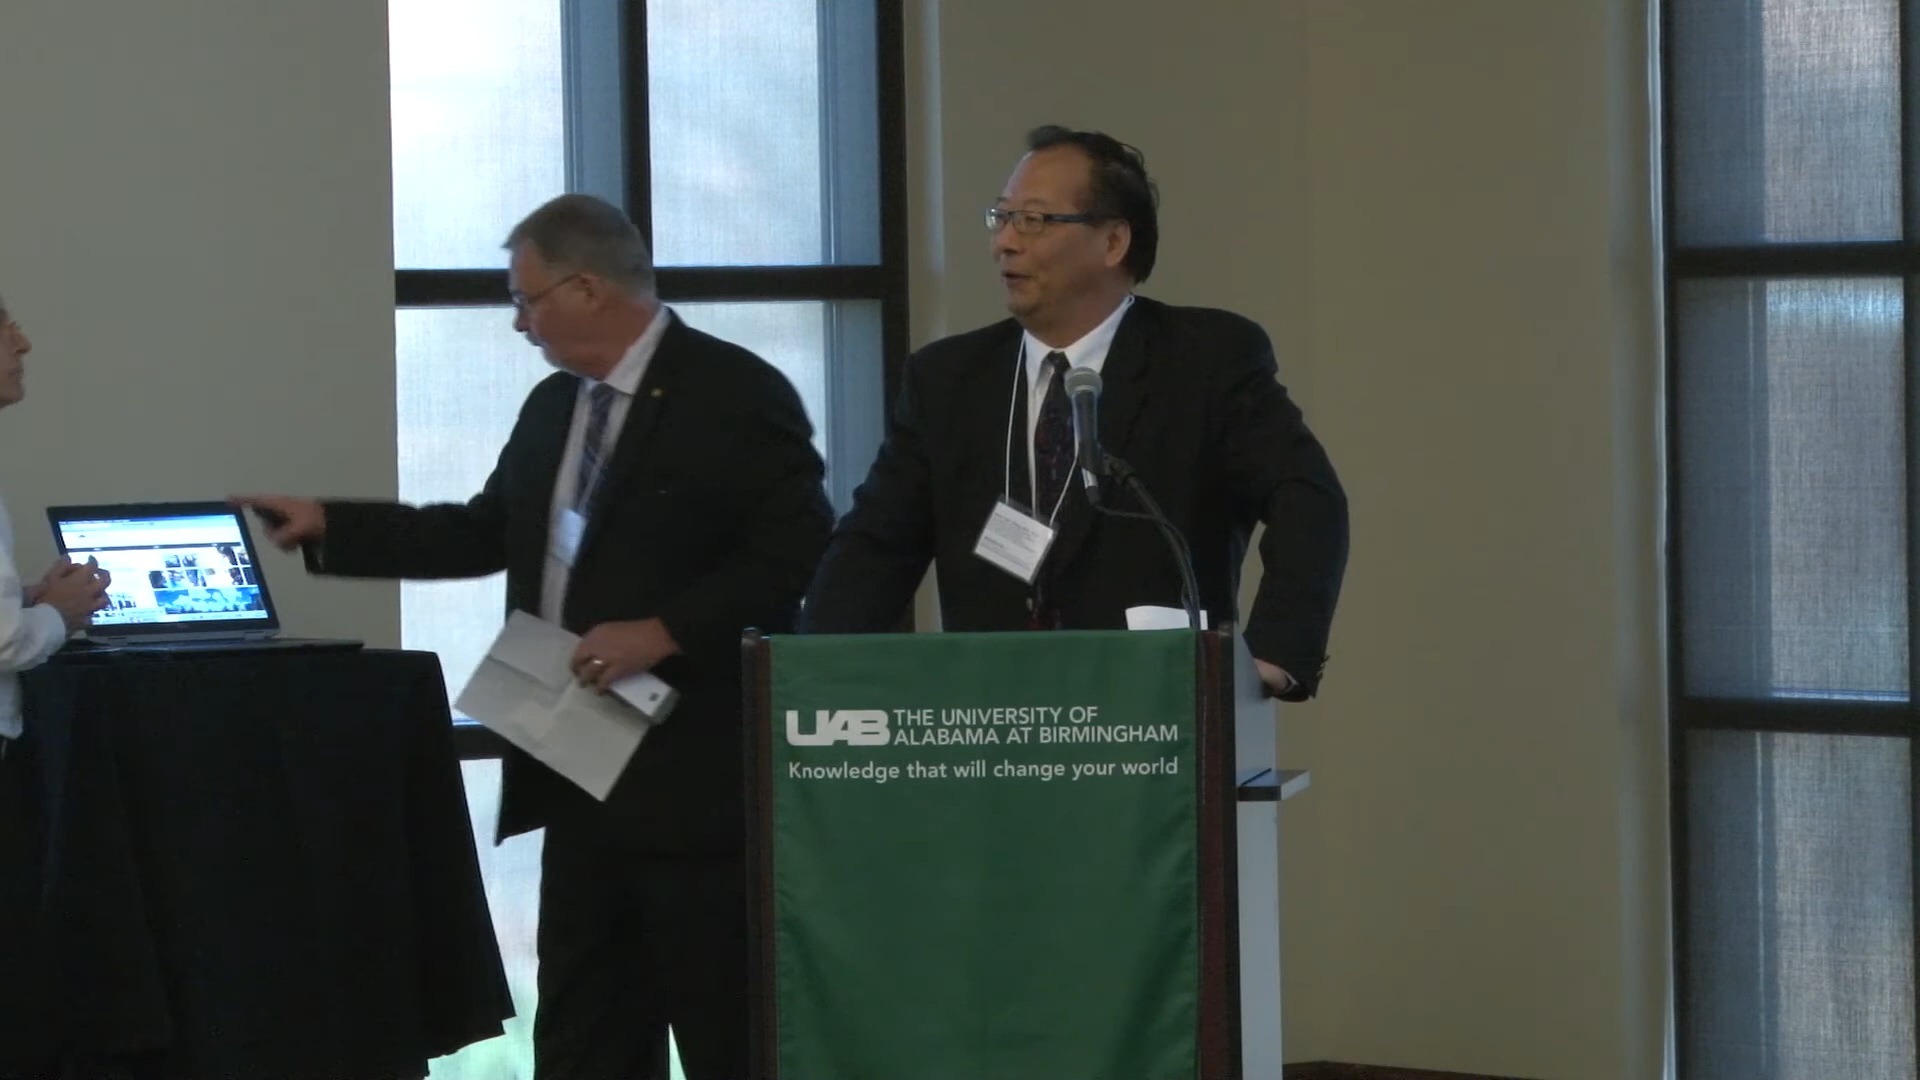 UAB THE UNIVERSITY OF
ALABAMA AT BIRMINGHAM
Knowledge that will change your world